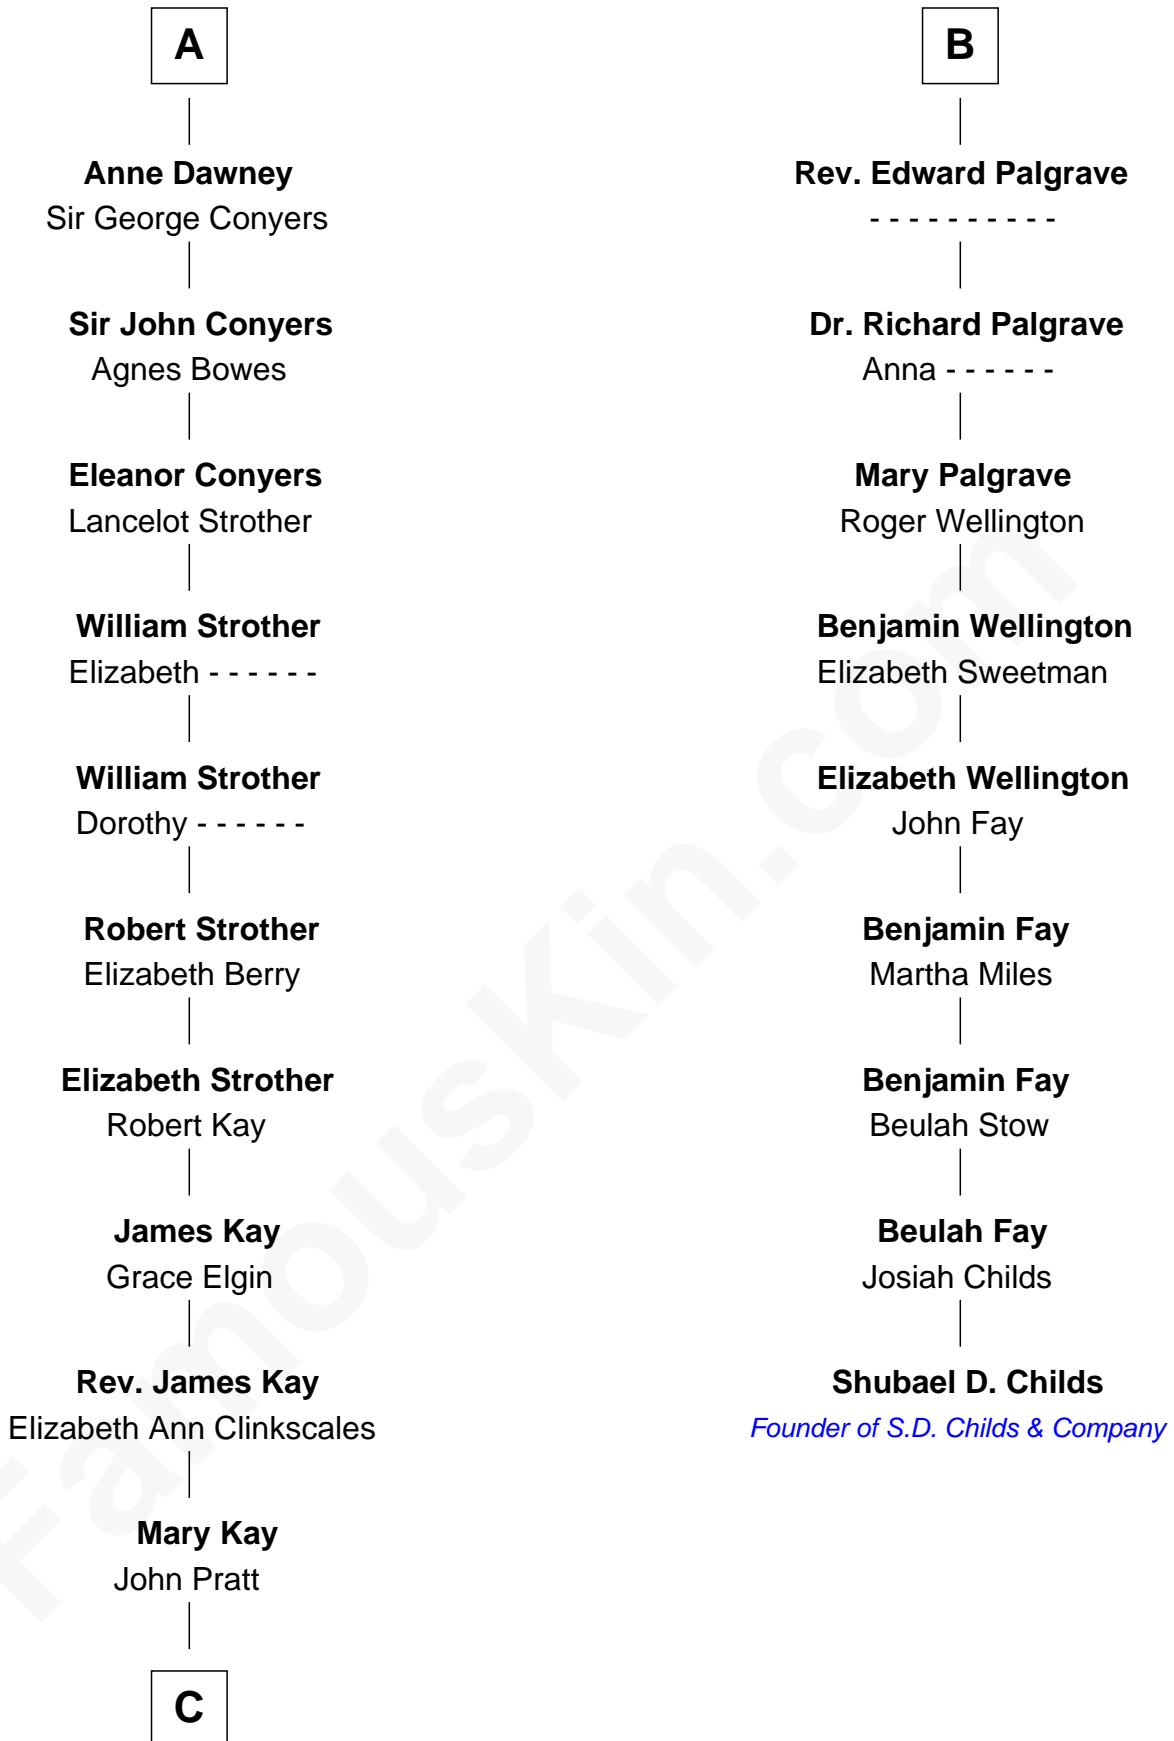 A
Anne Dawney
Sir George Conyers
Sir John Conyers
Agnes Bowes
Eleanor Conyers
Lancelot Strother
William Strother
Elizabeth - - - - - -
William Strother
Dorothy - - - - - -
Robert Strother
Elizabeth Berry
Elizabeth Strother
Robert Kay
James Kay
Grace Elgin
Rev. James Kay
Elizabeth Ann Clinkscales
Mary Kay
John Pratt
C
B
Rev. Edward Palgrave
- - - - - - - - - -
Dr. Richard Palgrave
Anna - - - - - -
Mary Palgrave
Roger Wellington
Benjamin Wellington
Elizabeth Sweetman
Elizabeth Wellington
John Fay
Benjamin Fay
Martha Miles
Benjamin Fay
Beulah Stow
Beulah Fay
Josiah Childs
Shubael D. Childs
Founder of S.D. Childs & Company
FamousKin.com